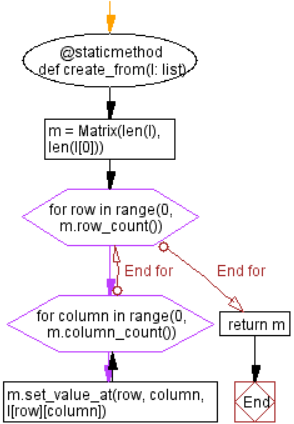 @staticmethod
def create_from(l: list)
m = Matrix(len(l),
len(l[0]))
for row in range(0,
m.row_count())
End for
End for
for column in range(0,
m.column_count())
return m
m.set_value_at(row, column,
l[row][column])
End